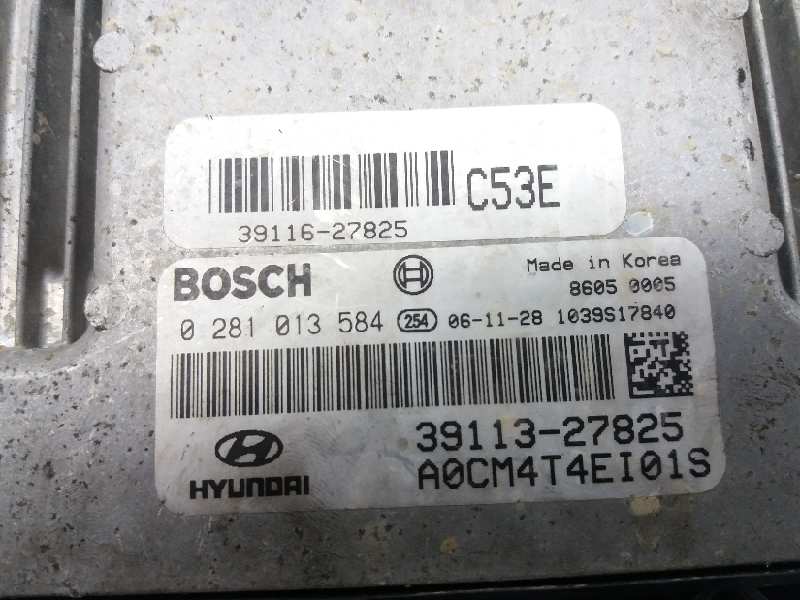 C53E
39116-27825
BOSCH
Made in Korea
8605 0005
0 281 013 584 254 06-11-28 1039S17840
39113-27825
HYUNDAI
A0CM4T4EI01S